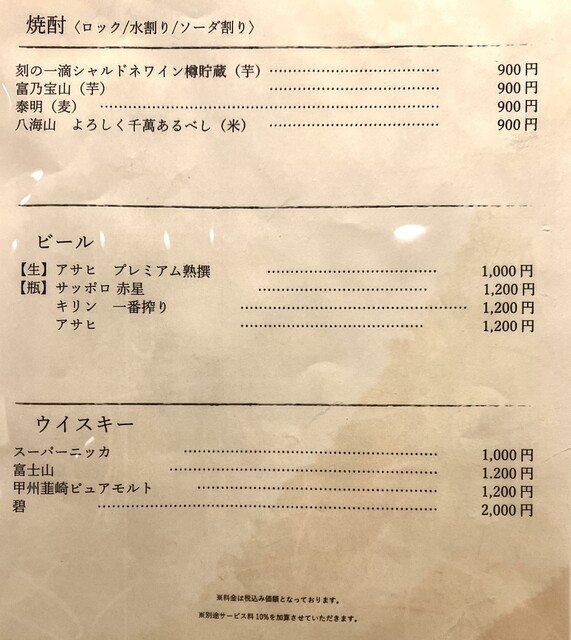 焼酎〈ロック/水割り/ソーダ割り〉
刻の一滴シャルドネワイン樽貯蔵（芋） ‥‥‥‥‥‥‥‥‥‥‥‥‥ 900円
富乃宝山（芋） ‥‥‥‥‥‥‥‥‥‥‥‥‥ 900円
泰明（麦） ‥‥‥‥‥‥‥‥‥‥‥‥‥‥‥‥‥‥‥‥‥‥‥‥‥‥ 900円
八海山 よろしく千萬あるべし（米） ‥‥‥‥‥‥‥‥‥‥‥‥‥ 900円
ビール
【生】アサヒ プレミアム熟撰 ‥‥‥‥‥‥‥‥‥‥‥‥‥ 1,000円
【瓶】サッポロ 赤星 ‥‥‥‥‥‥‥‥‥‥‥‥‥ 1,200円
キリン 一番搾り ‥‥‥‥‥‥‥‥‥‥‥‥‥‥‥‥‥ 1,200円
アサヒ ‥‥‥‥‥‥‥‥‥‥‥‥‥‥ 1,200円
ウイスキー
スーパーニッカ ‥‥‥‥‥‥‥‥‥‥‥‥‥‥‥‥‥‥‥ 1,000円
富士山 ‥‥‥‥‥‥‥‥‥‥‥‥‥‥‥‥‥‥‥‥ 1.200円
甲州韮崎ピュアモルト ‥‥‥‥‥‥‥‥‥‥‥‥‥‥‥‥‥‥ 1,200円
碧 ‥‥‥‥‥‥‥‥‥‥‥‥‥‥‥‥‥‥‥‥‥‥‥‥‥‥ 2,000円
※料金は税込み価額となっております。
※別途サービス料10%を加算させていただきます。